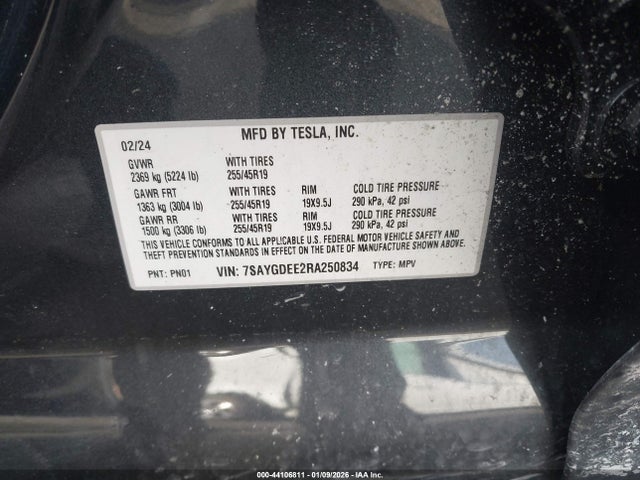 02/24 MFD BY TESLA, INC.
GVWR WITH TIRES
2369 kg (5224 lb) 255/45R19
GAWR FRT WITH TIRES RIM COLD TIRE PRESSURE
1363 kg (3004 lb) 255/45R19 19X9.5J 290 kPa, 42 psi
GAWR RR WITH TIRES RIM COLD TIRE PRESSURE
1500 kg (3306 lb) 255/45R19 19X9.5J 290 kPa, 42 psi
THIS VEHICLE CONFORMS TO ALL APPLICABLE U.S. FEDERAL MOTOR VEHICLE SAFETY AND
THEFT PREVENTION STANDARDS IN EFFECT ON THE DATE OF MANUFACTURE SHOWN ABOVE.
PNT: PN01 VIN: 7SAYGDEE2RA250834 TYPE: MPV
000-44106811 - 01/09/2026 - IAA Inc.